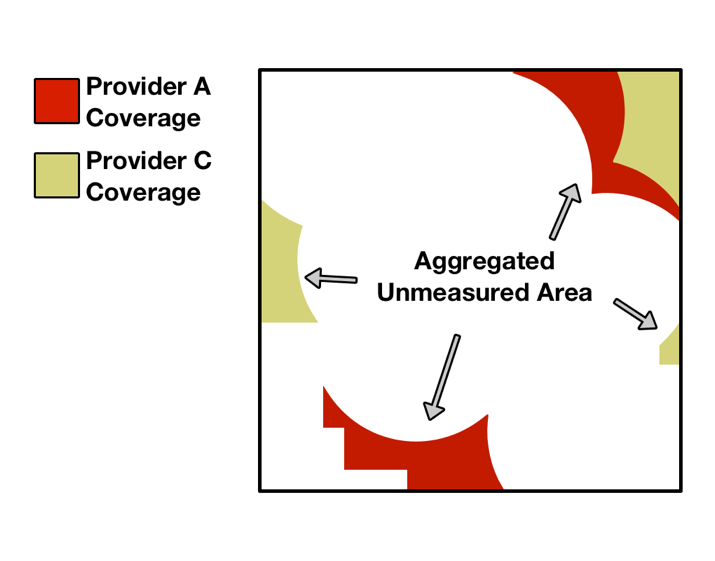 Provider A
Coverage
Provider C
Coverage
Aggregated
Unmeasured Area